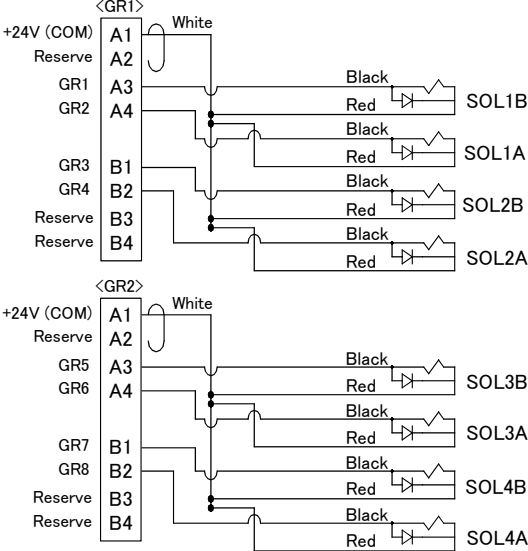 <GR1>
+24V (COM) A1 White
Reserve A2
GR1 A3 Black
Red SOL1B
GR2 A4 Black
Red SOL1A
GR3 B1 Black
Red SOL2B
GR4 B2 Black
Red SOL2A
Reserve B3
Reserve B4
<GR2>
+24V (COM) A1 White
Reserve A2
GR5 A3 Black
Red SOL3B
GR6 A4 Black
Red SOL3A
GR7 B1 Black
Red SOL4B
GR8 B2 Black
Red SOL4A
Reserve B3
Reserve B4